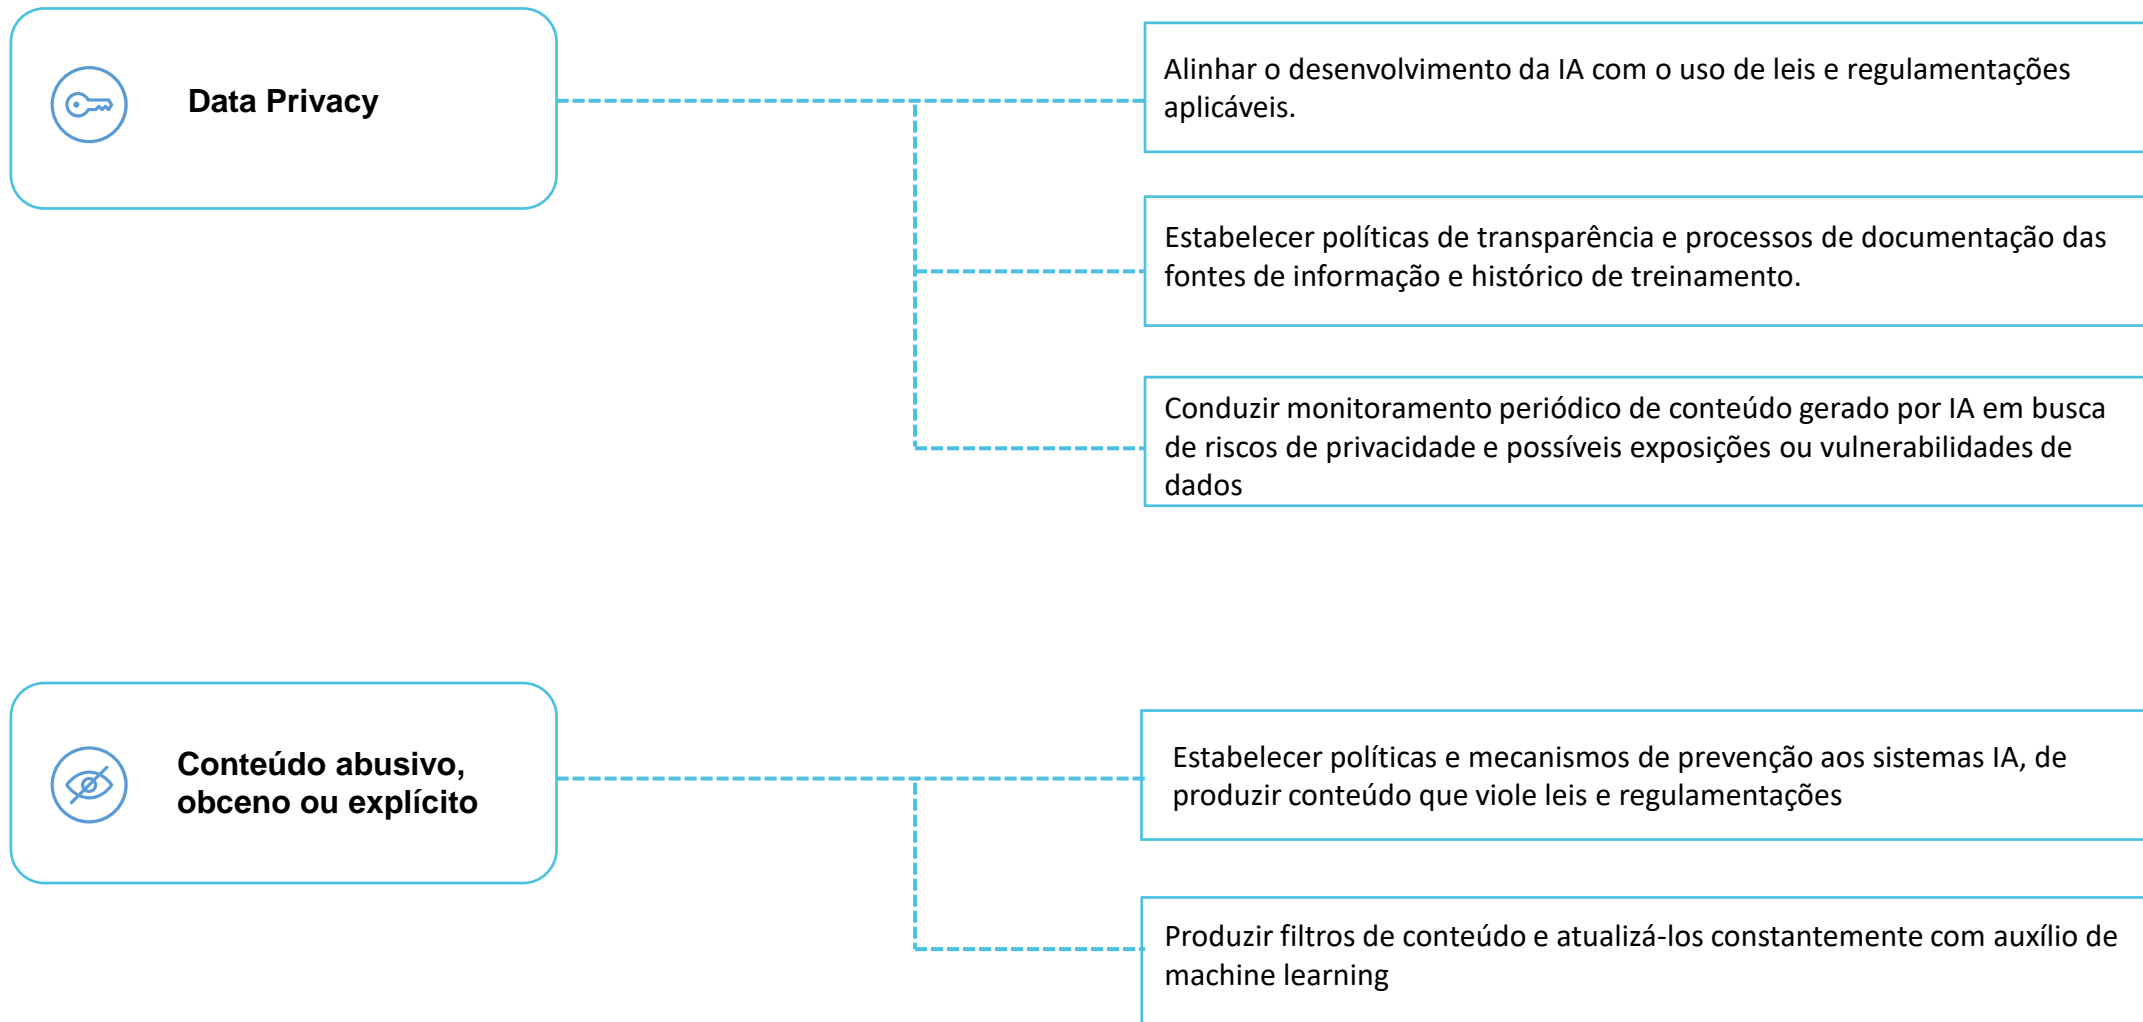 Data Privacy
Alinhar o desenvolvimento da IA com o uso de leis e regulamentações
aplicáveis.
Estabelecer políticas de transparência e processos de documentação das
fontes de informação e histórico de treinamento.
Conduzir monitoramento periódico de conteúdo gerado por IA em busca
de riscos de privacidade e possíveis exposições ou vulnerabilidades de
dados
Conteúdo abusivo,
obceno ou explícito
Estabelecer políticas e mecanismos de prevenção aos sistemas IA, de
produzir conteúdo que viole leis e regulamentações
Produzir filtros de conteúdo e atualizá-los constantemente com auxílio de
machine learning